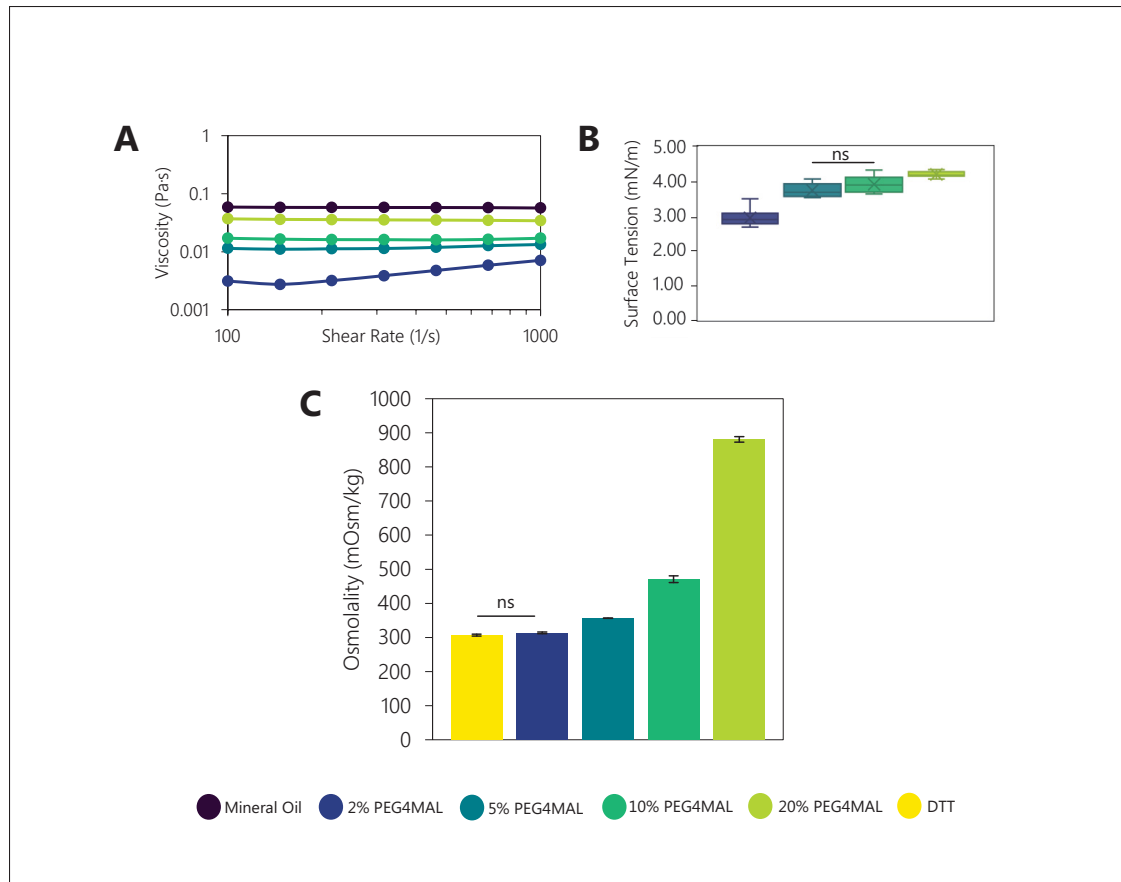 A
Viscosity (Pa·s)
1
0.1
0.01
0.001
100
Shear Rate (1/s)
1000
B
Surface Tension (mN/m)
5.00
4.00
3.00
2.00
1.00
0.00
ns
C
Osmolality (mOsm/kg)
1000
900
800
700
600
500
400
300
200
100
0
ns
Mineral Oil 2% PEG4MAL 5% PEG4MAL 10% PEG4MAL 20% PEG4MAL DTT